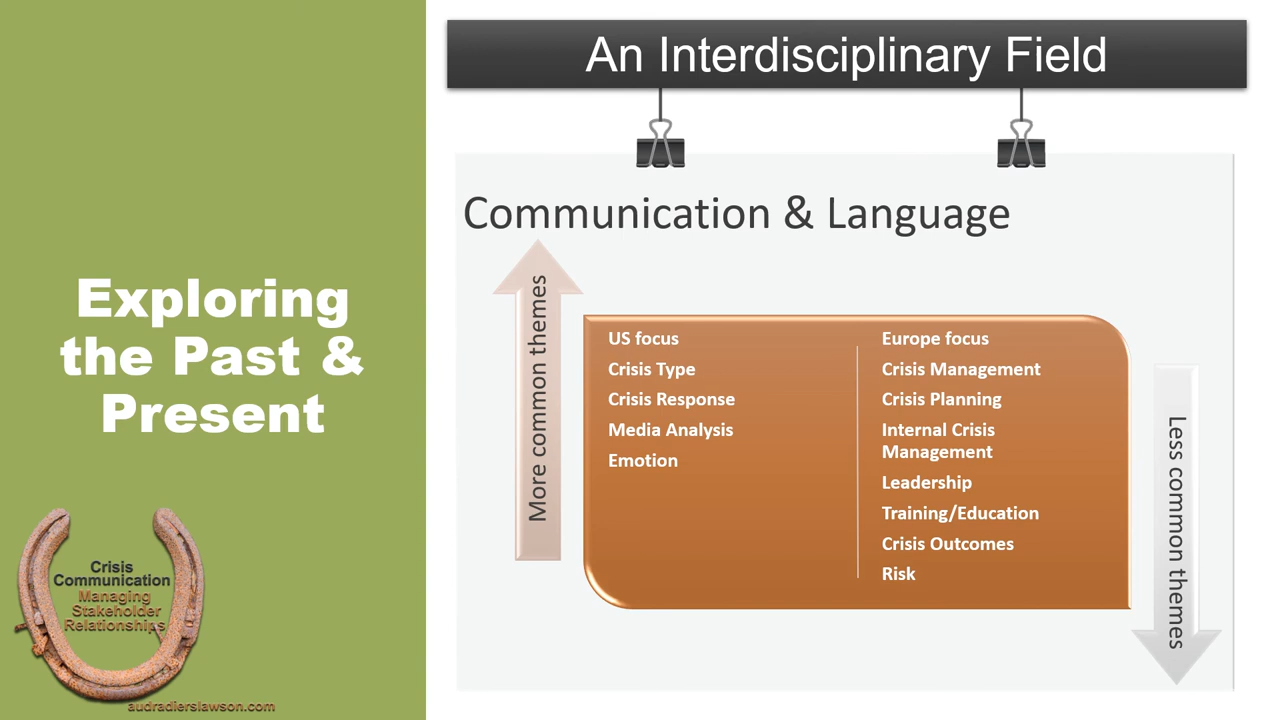 An Interdisciplinary Field
Exploring
the Past &
Present
Communication & Language
More common themes
US focus
Crisis Type
Crisis Response
Media Analysis
Emotion
Europe focus
Crisis Management
Crisis Planning
Internal Crisis
Management
Leadership
Training/Education
Crisis Outcomes
Risk
Less common themes
Crisis
Communication
Managing
Stakeholder
Relationships
audradierslawson.com